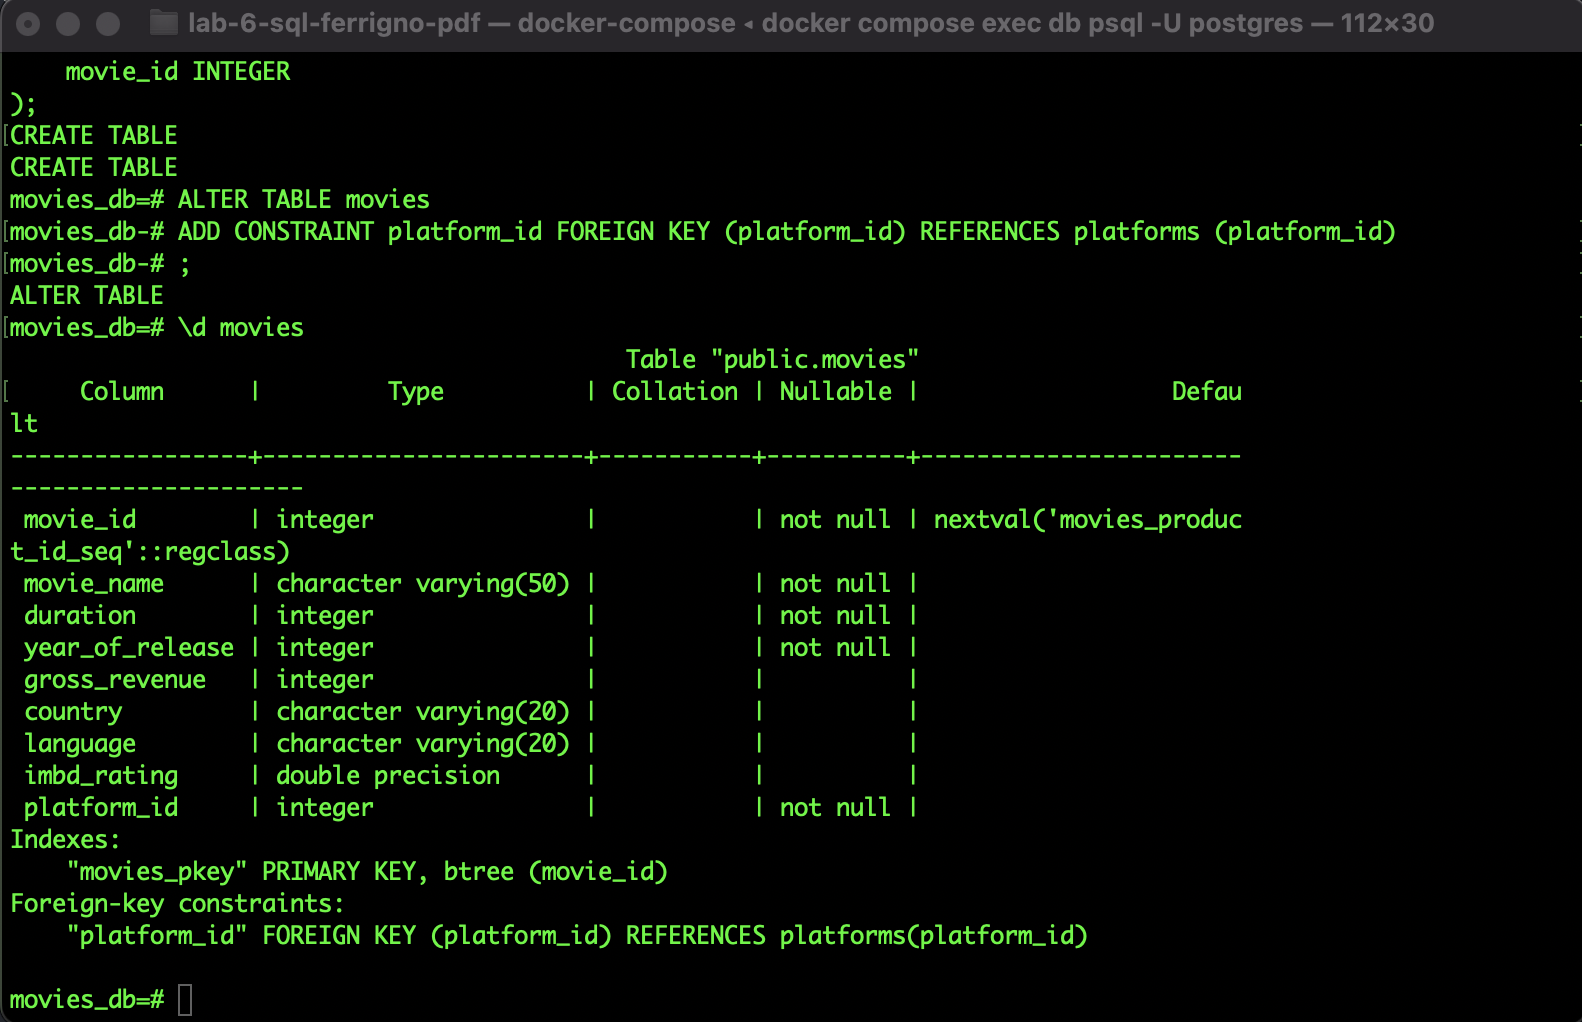 lab-6-sql-ferrigno-pdf — docker-compose ◂ docker compose exec db psql -U postgres — 112×30
    movie_id INTEGER
);
[CREATE TABLE
CREATE TABLE
movies_db=# ALTER TABLE movies
[movies_db-# ADD CONSTRAINT platform_id FOREIGN KEY (platform_id) REFERENCES platforms (platform_id)
[movies_db-# ;
ALTER TABLE
[movies_db=# \d movies
                                            Table "public.movies"
[    Column      |         Type          | Collation | Nullable |                  Defau
lt
-----------------+-----------------------+-----------+----------+-----------------------
---------------------
 movie_id        | integer               |           | not null | nextval('movies_produc
t_id_seq'::regclass)
 movie_name      | character varying(50) |           | not null |
 duration        | integer               |           | not null |
 year_of_release | integer               |           | not null |
 gross_revenue   | integer               |           |          |
 country         | character varying(20) |           |          |
 language        | character varying(20) |           |          |
 imbd_rating     | double precision      |           |          |
 platform_id     | integer               |           | not null |
Indexes:
    "movies_pkey" PRIMARY KEY, btree (movie_id)
Foreign-key constraints:
    "platform_id" FOREIGN KEY (platform_id) REFERENCES platforms(platform_id)
movies_db=#